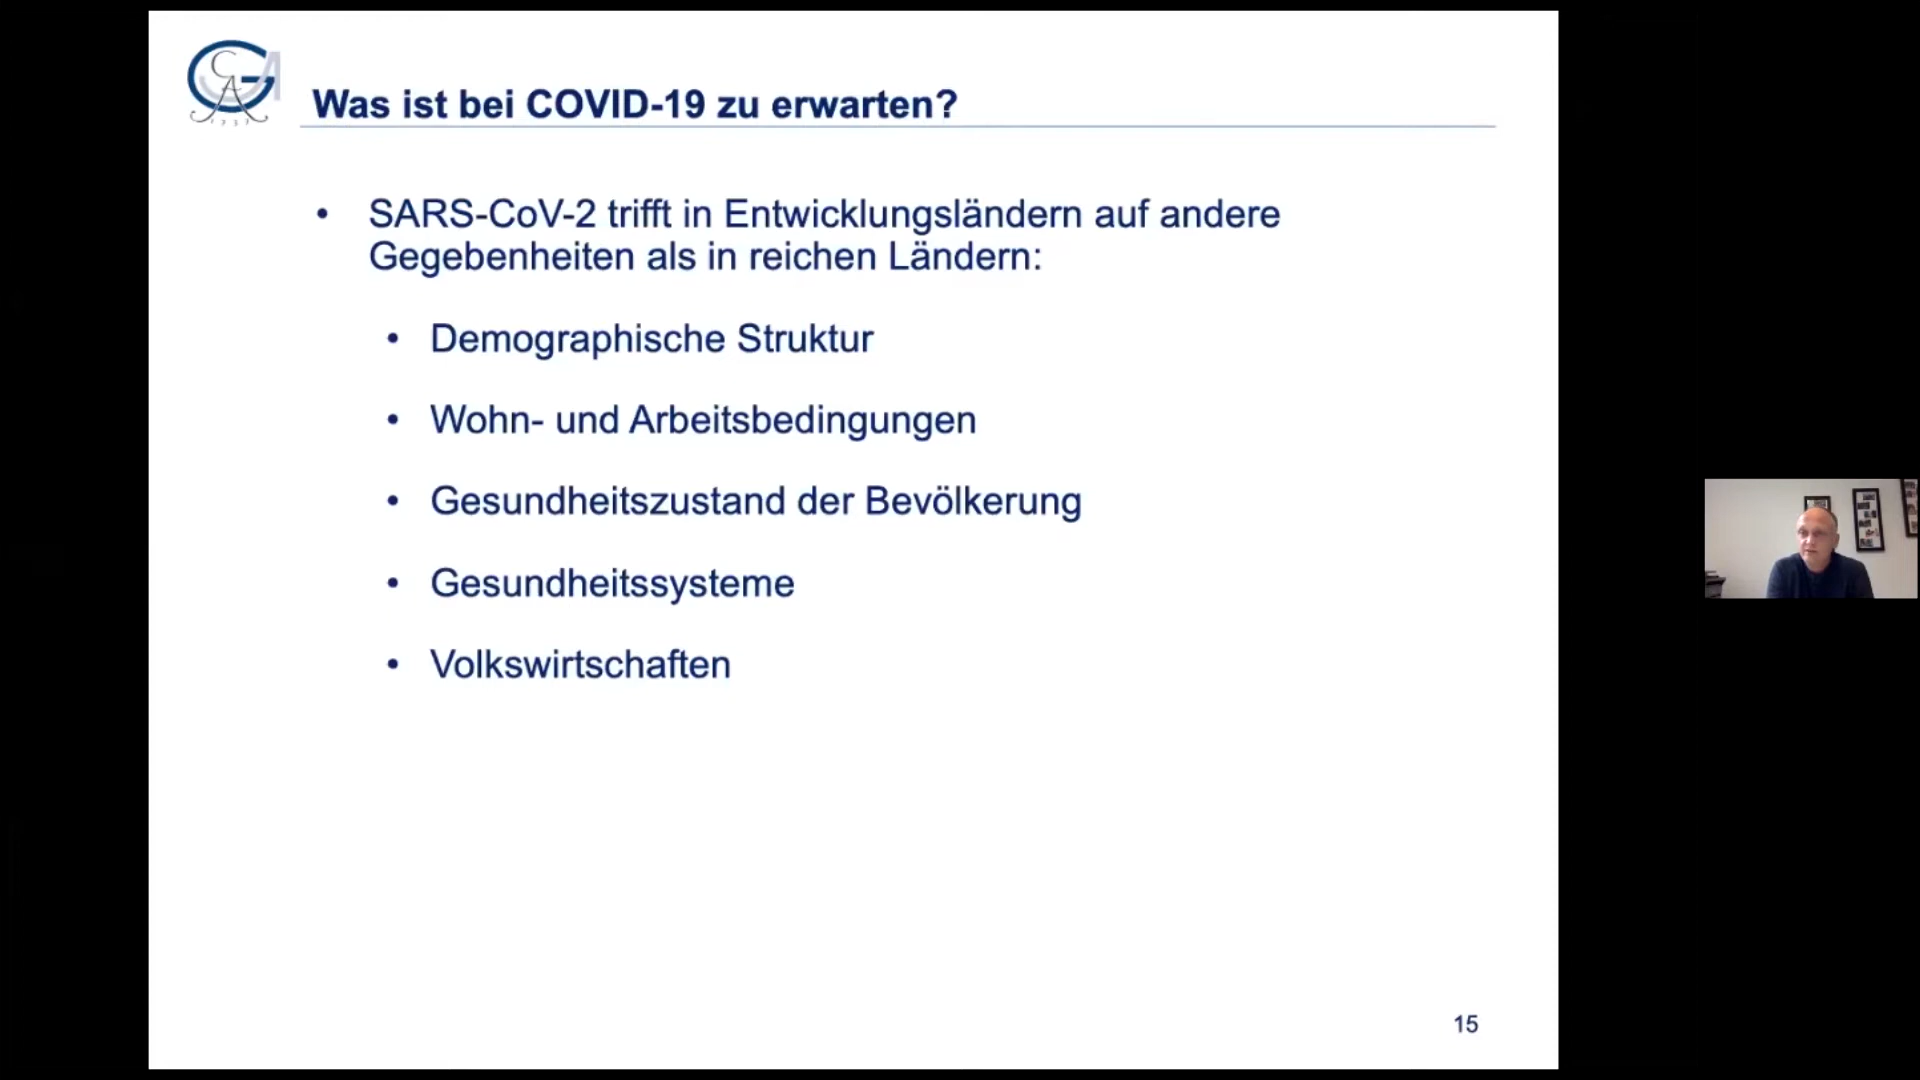 Was ist bei COVID-19 zu erwarten?
• SARS-CoV-2 trifft in Entwicklungsländern auf andere
Gegebenheiten als in reichen Ländern:
• Demographische Struktur
• Wohn- und Arbeitsbedingungen
• Gesundheitszustand der Bevölkerung
• Gesundheitssysteme
• Volkswirtschaften
15